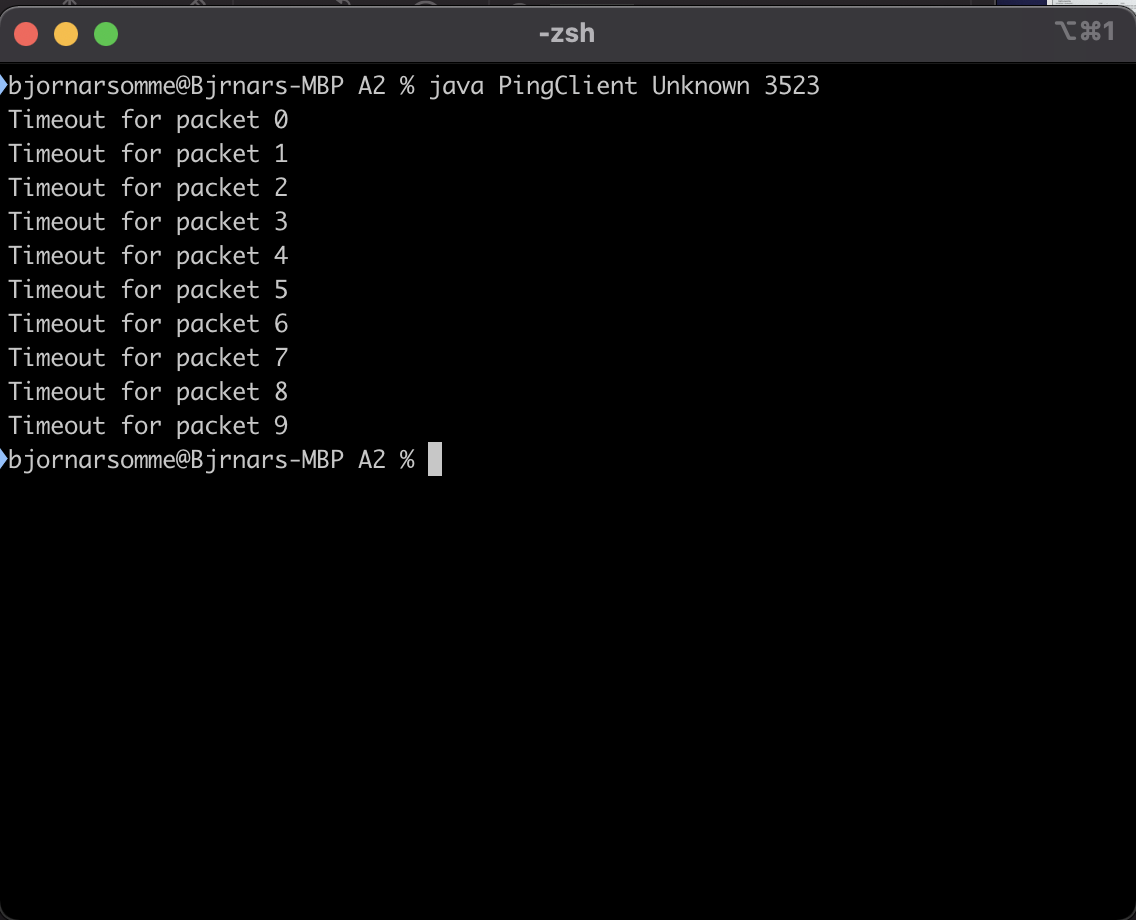 -zsh
⌥⌘1
bjornarsomme@Bjrnars-MBP A2 % java PingClient Unknown 3523
Timeout for packet 0
Timeout for packet 1
Timeout for packet 2
Timeout for packet 3
Timeout for packet 4
Timeout for packet 5
Timeout for packet 6
Timeout for packet 7
Timeout for packet 8
Timeout for packet 9
bjornarsomme@Bjrnars-MBP A2 %